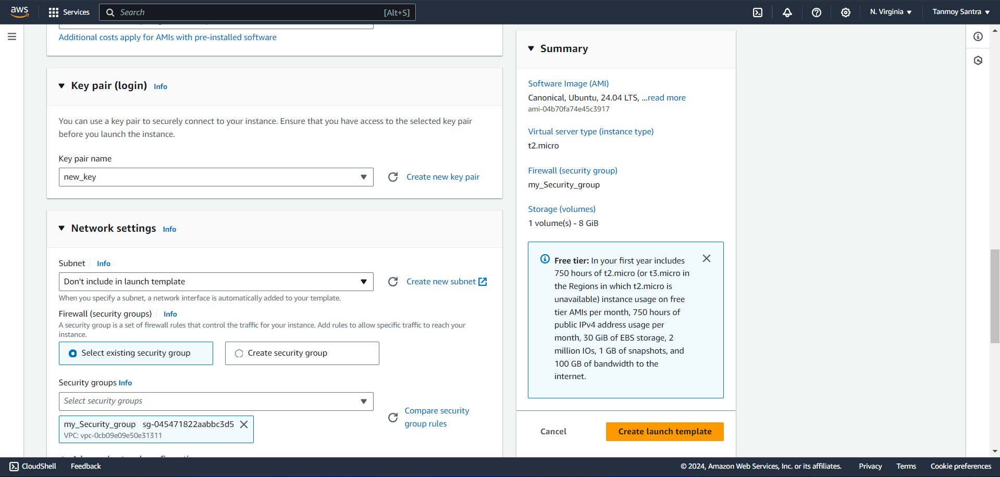 aws
Services
Search
[Alt+S]
N. Virginia
Tanmoy Santra
Additional costs apply for AMIs with pre-installed software
Key pair (login) Info
You can use a key pair to securely connect to your instance. Ensure that you have access to the selected key pair
before you launch the instance.
Key pair name
new_key
Create new key pair
Network settings Info
Subnet Info
Don't include in launch template
Create new subnet
When you specify a subnet, a network interface is automatically added to your template.
Firewall (security groups) Info
A security group is a set of firewall rules that control the traffic for your instance. Add rules to allow specific traffic to reach your
instance.
Select existing security group
Create security group
Security groups Info
Select security groups
Compare security
group rules
my_Security_group sg-045471822aabbc3d5
VPC: vpc-0cb09e09e50e31311
Summary
Software Image (AMI)
Canonical, Ubuntu, 24.04 LTS, ...read more
ami-04b70fa74e45c3917
Virtual server type (instance type)
t2.micro
Firewall (security group)
my_Security_group
Storage (volumes)
1 volume(s) - 8 GiB
Free tier: In your first year includes
750 hours of t2.micro (or t3.micro in
the Regions in which t2.micro is
unavailable) instance usage on free
tier AMIs per month, 750 hours of
public IPv4 address usage per
month, 30 GiB of EBS storage, 2
million IOs, 1 GB of snapshots, and
100 GB of bandwidth to the
internet.
Cancel
Create launch template
CloudShell
Feedback
© 2024, Amazon Web Services, Inc. or its affiliates.
Privacy
Terms
Cookie preferences